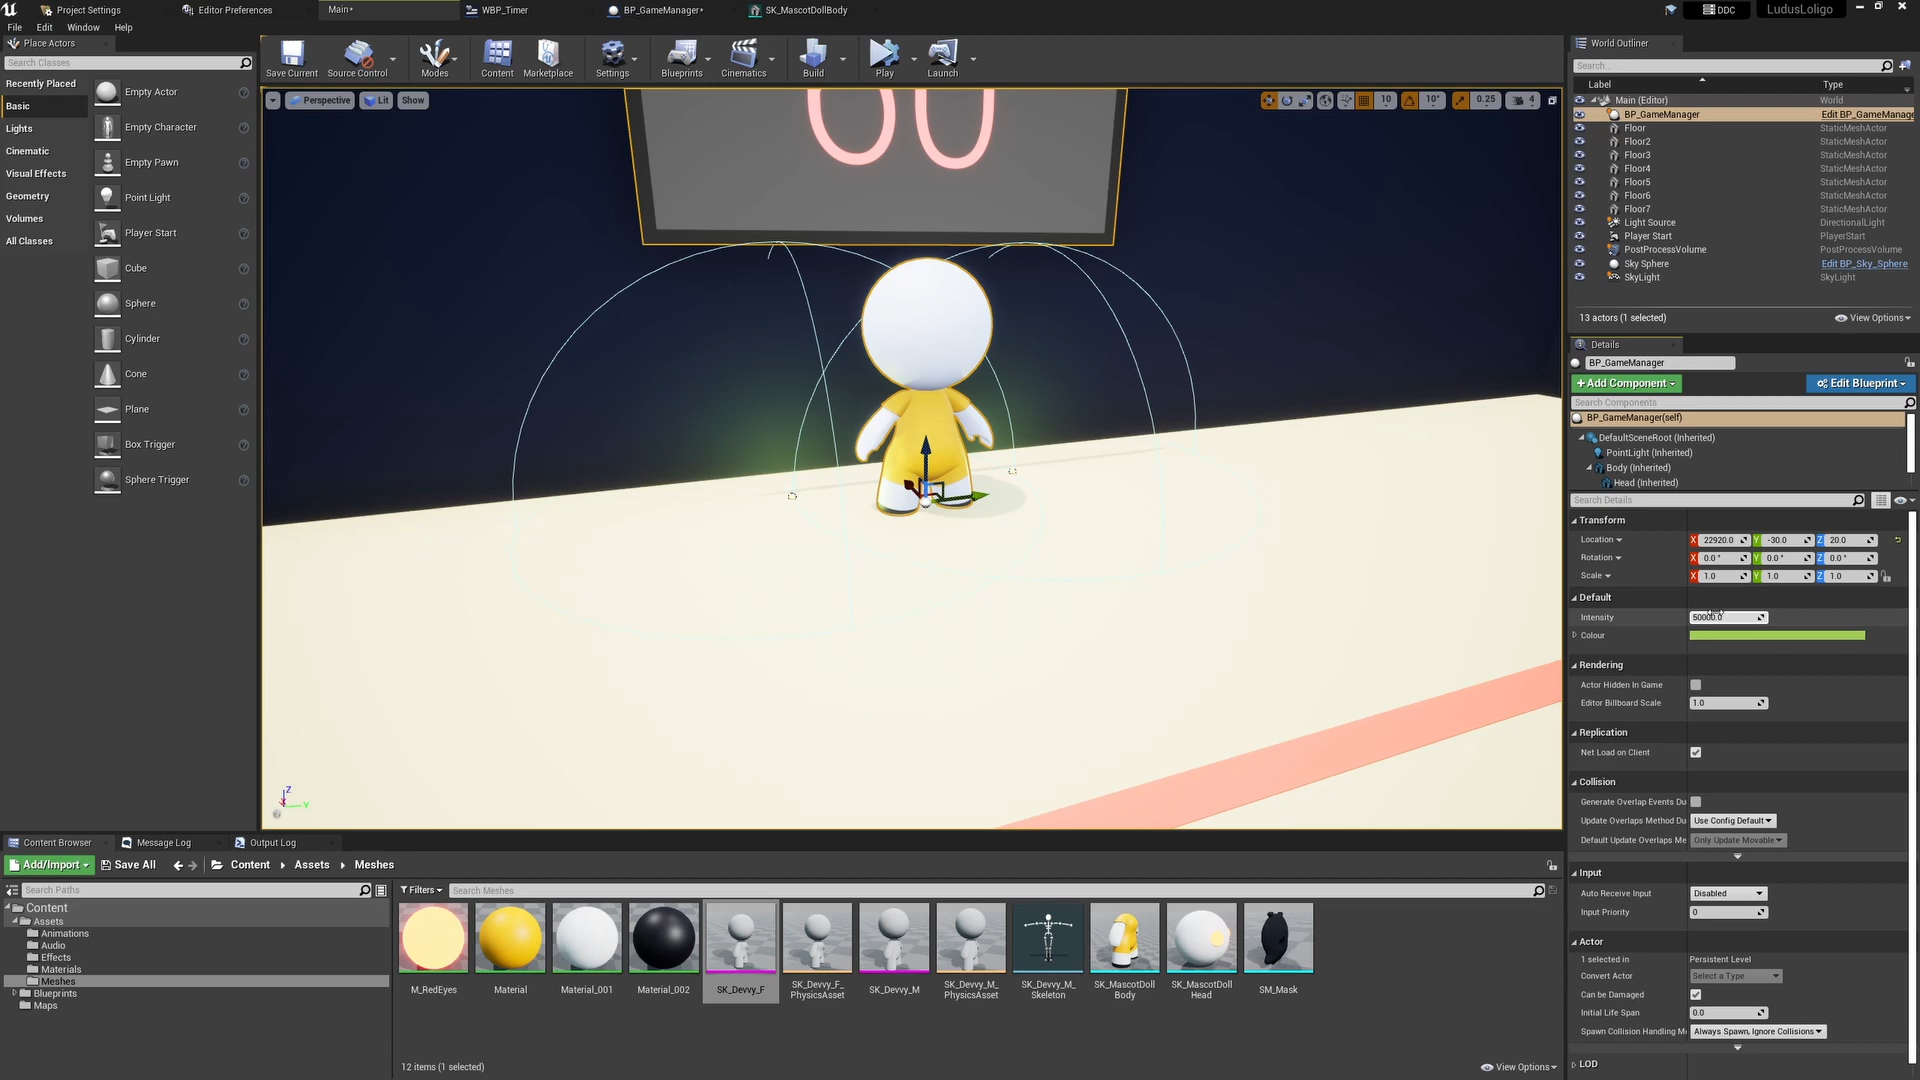 Project Settings
Editor Preferences
Main*
WBP_Timer
BP_GameManager*
SK_MascotDollBody
DDC
LudusLoligo
File
Edit
Window
Help
Place Actors
Search Classes
Recently Placed
Basic
Lights
Cinematic
Visual Effects
Geometry
Volumes
All Classes
Empty Actor
Empty Character
Empty Pawn
Point Light
Player Start
Cube
Sphere
Cylinder
Cone
Plane
Box Trigger
Sphere Trigger
Save Current
Source Control
Modes
Content
Marketplace
Settings
Blueprints
Cinematics
Build
Play
Launch
Perspective
Lit
Show
10
10°
0.25
4
Z
Y
World Outliner
Search...
Label
Type
Main (Editor)
World
BP_GameManager
Edit BP_GameManage
Floor
StaticMeshActor
Floor2
StaticMeshActor
Floor3
StaticMeshActor
Floor4
StaticMeshActor
Floor5
StaticMeshActor
Floor6
StaticMeshActor
Floor7
StaticMeshActor
Light Source
DirectionalLight
Player Start
PlayerStart
PostProcessVolume
PostProcessVolume
Sky Sphere
Edit BP_Sky_Sphere
SkyLight
SkyLight
13 actors (1 selected)
View Options
Details
BP_GameManager
+Add Component
Edit Blueprint
Search Components
BP_GameManager(self)
DefaultSceneRoot (Inherited)
PointLight (Inherited)
Body (Inherited)
Head (Inherited)
Search Details
Transform
Location
X 22920.0
Y -30.0
Z 20.0
Rotation
X 0.0°
Y 0.0°
Z 0.0°
Scale
X 1.0
Y 1.0
Z 1.0
Default
Intensity
50000.0
Colour
Rendering
Actor Hidden In Game
Editor Billboard Scale
1.0
Replication
Net Load on Client
Collision
Generate Overlap Events Du
Update Overlaps Method Du
Use Config Default
Default Update Overlaps Me
Only Update Movable
Input
Auto Receive Input
Disabled
Input Priority
0
Actor
1 selected in
Persistent Level
Convert Actor
Select a Type
Can be Damaged
Initial Life Span
0.0
Spawn Collision Handling M
Always Spawn, Ignore Collisions
LOD
Content Browser
Message Log
Output Log
Add/Import
Save All
Content
Assets
Meshes
Search Paths
Filters
Search Meshes
Content
Assets
Animations
Audio
Effects
Materials
Meshes
Blueprints
Maps
M_RedEyes
Material
Material_001
Material_002
SK_Devvy_F
SK_Devvy_F_
PhysicsAsset
SK_Devvy_M
SK_Devvy_M_
PhysicsAsset
SK_Devvy_M_
Skeleton
SK_MascotDoll
Body
SK_MascotDoll
Head
SM_Mask
12 items (1 selected)
View Options